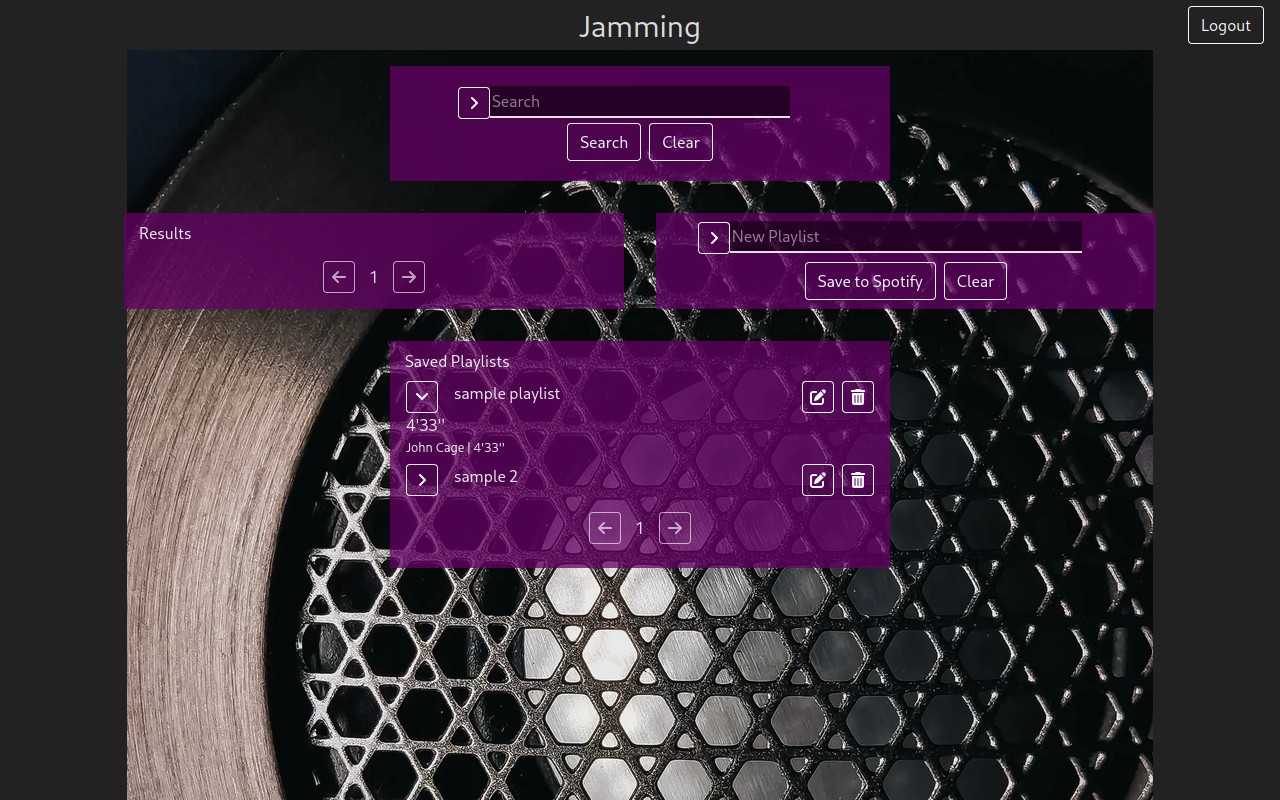 Jamming
Logout
Search
Search Clear
Results
1
New Playlist
Save to Spotify Clear
Saved Playlists
sample playlist
4'33''
John Cage | 4'33''
sample 2
1